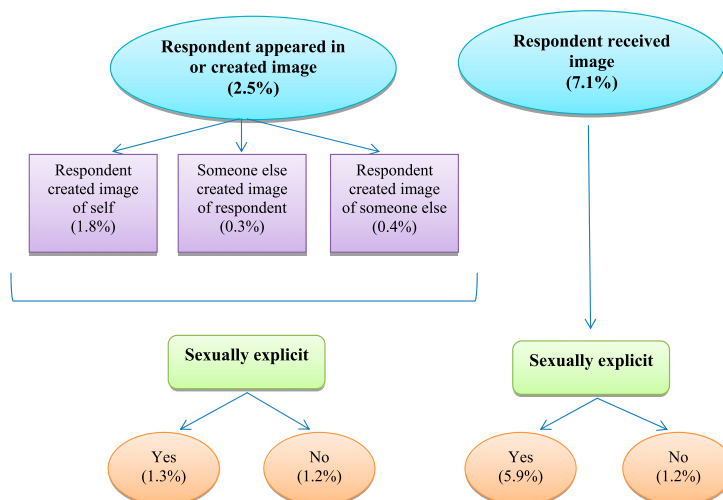 Respondent appeared in
or created image
(2.5%)
Respondent received
image
(7.1%)
Respondent
created image
of self
(1.8%)
Someone else
created image
of respondent
(0.3%)
Respondent
created image
of someone else
(0.4%)
Sexually explicit
Sexually explicit
Yes
(1.3%)
No
(1.2%)
Yes
(5.9%)
No
(1.2%)